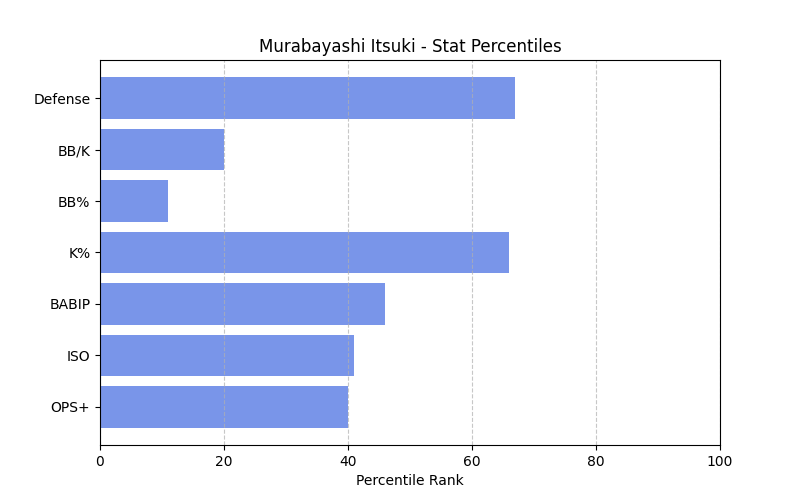 Murabayashi Itsuki - Stat Percentiles
Defense
BB/K
BB%
K%
BABIP
ISO
OPS+
0 20 40 60 80 100
Percentile Rank